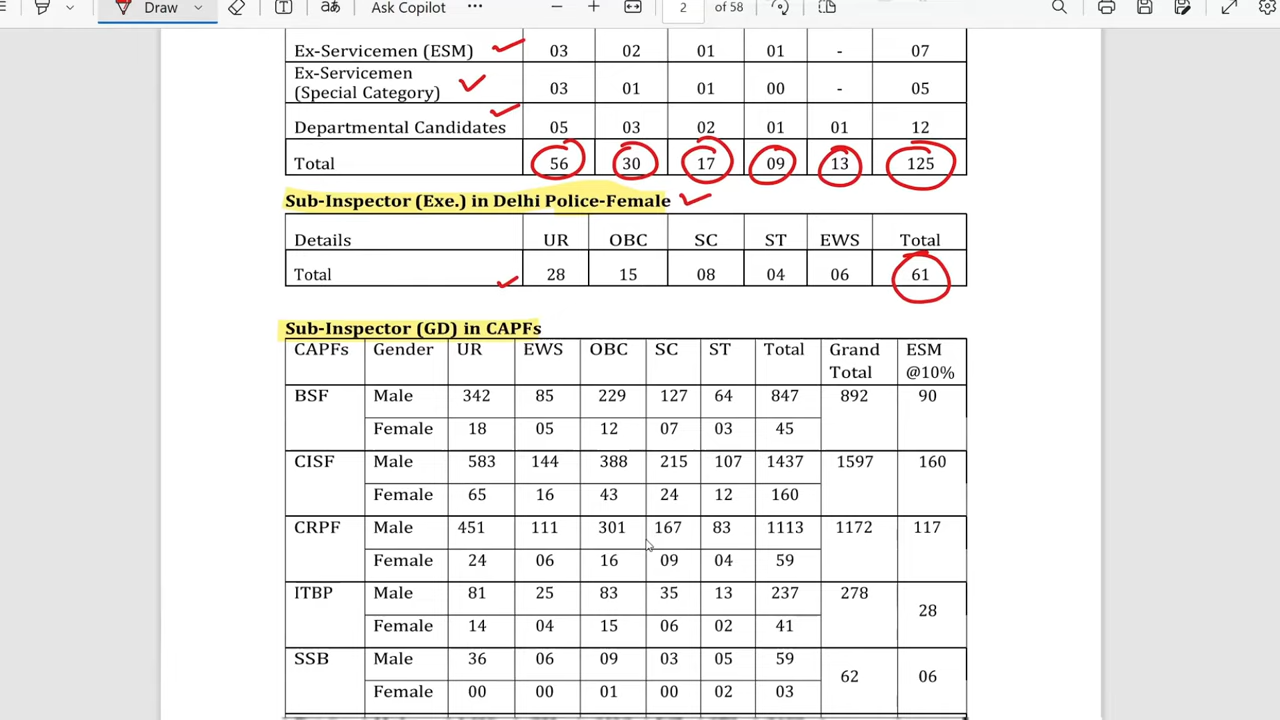 Draw
aあ
Ask Copilot
2 of 58
Ex-Servicemen (ESM) 03 02 01 01 - 07
Ex-Servicemen
(Special Category) 03 01 01 00 - 05
Departmental Candidates 05 03 02 01 01 12
Total 56 30 17 09 13 125
Sub-Inspector (Exe.) in Delhi Police-Female
Details UR OBC SC ST EWS Total
Total 28 15 08 04 06 61
Sub-Inspector (GD) in CAPFs
CAPFs Gender UR EWS OBC SC ST Total Grand Total ESM @10%
BSF Male 342 85 229 127 64 847 892 90
Female 18 05 12 07 03 45
CISF Male 583 144 388 215 107 1437 1597 160
Female 65 16 43 24 12 160
CRPF Male 451 111 301 167 83 1113 1172 117
Female 24 06 16 09 04 59
ITBP Male 81 25 83 35 13 237 278 28
Female 14 04 15 06 02 41
SSB Male 36 06 09 03 05 59 62 06
Female 00 00 01 00 02 03